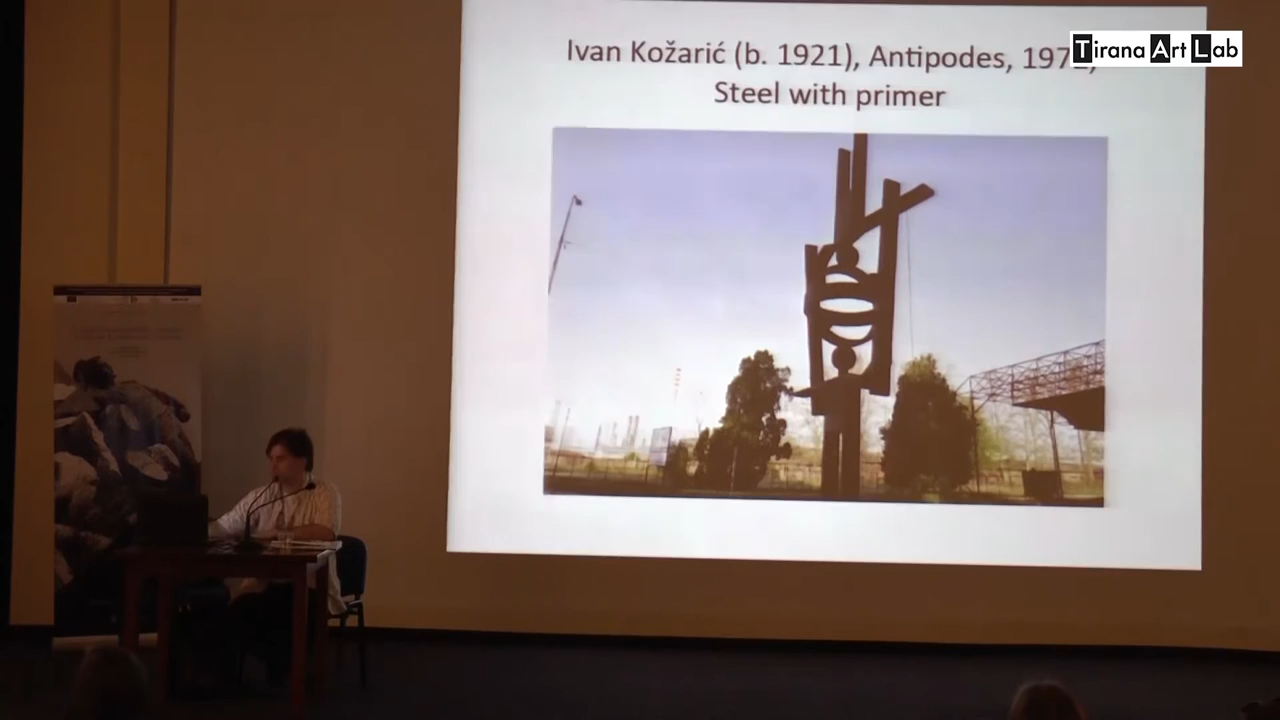 Ivan Kožarić (b. 1921), Antipodes,
Steel with primer
Tirana Art Lab